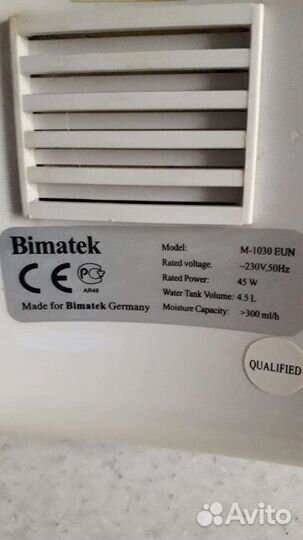 Bimatek
CE PG
AR46
Made for Bimatek Germany
Model: M-1030 EUN
Rated voltage. ~230V,50Hz
Rated Power: 45 W
Water Tank Volume: 4.5 L
Moisture Capacity: >300 ml/h
QUALIFIED
Avito